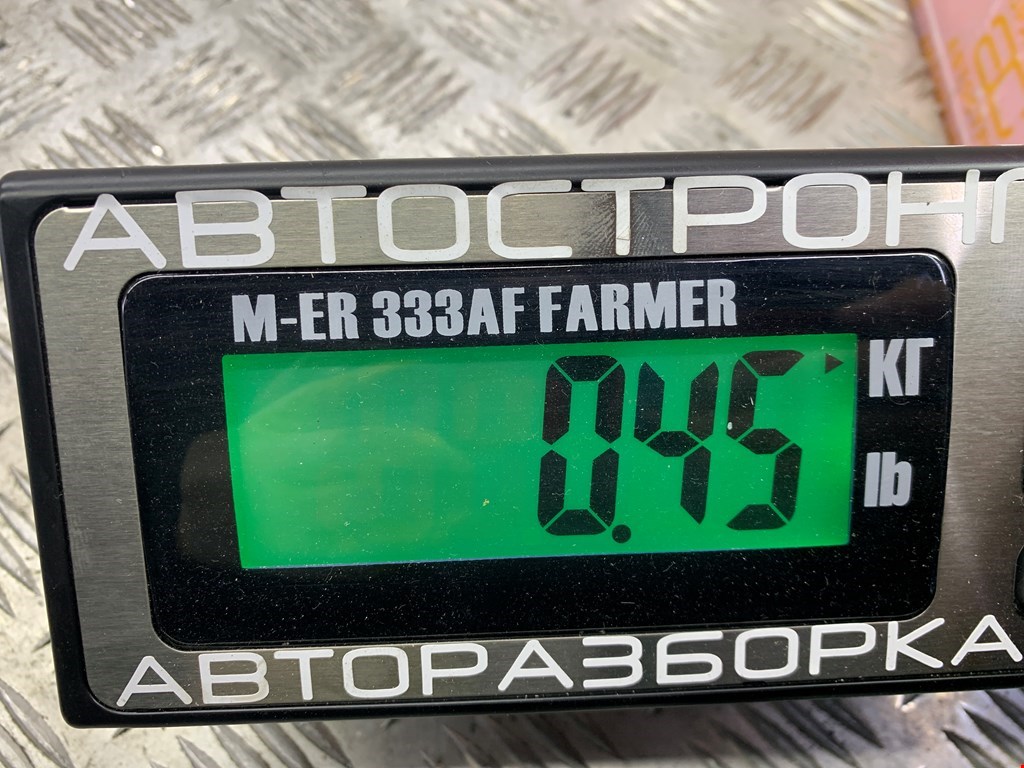 АВТОСТРОНГ
M-ER 333AF FARMER
0.45
КГ
lb
АВТОРАЗБОРКА